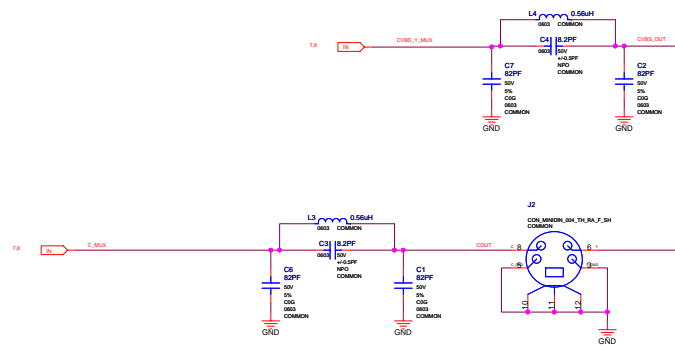 L4 0.56uH
0603 COMMON
7,8 IN CVBS_Y_MUX C4 8.2PF CVBS_OUT
0603 50V
+/-0.5PF
NPO
COMMON
C7
82PF
50V
5%
C0G
0603
COMMON
GND
C2
82PF
50V
5%
C0G
0603
COMMON
GND
L3 0.56uH
0603 COMMON
7,8 IN C_MUX C3 8.2PF COUT
0603 50V
+/-0.5PF
NPO
COMMON
C6
82PF
50V
5%
C0G
0603
COMMON
GND
C1
82PF
50V
5%
C0G
0603
COMMON
GND
J2
CON_MINIDIN_004_TH_RA_F_SH
COMMON
C 8 6 Y
10 11 12
GND